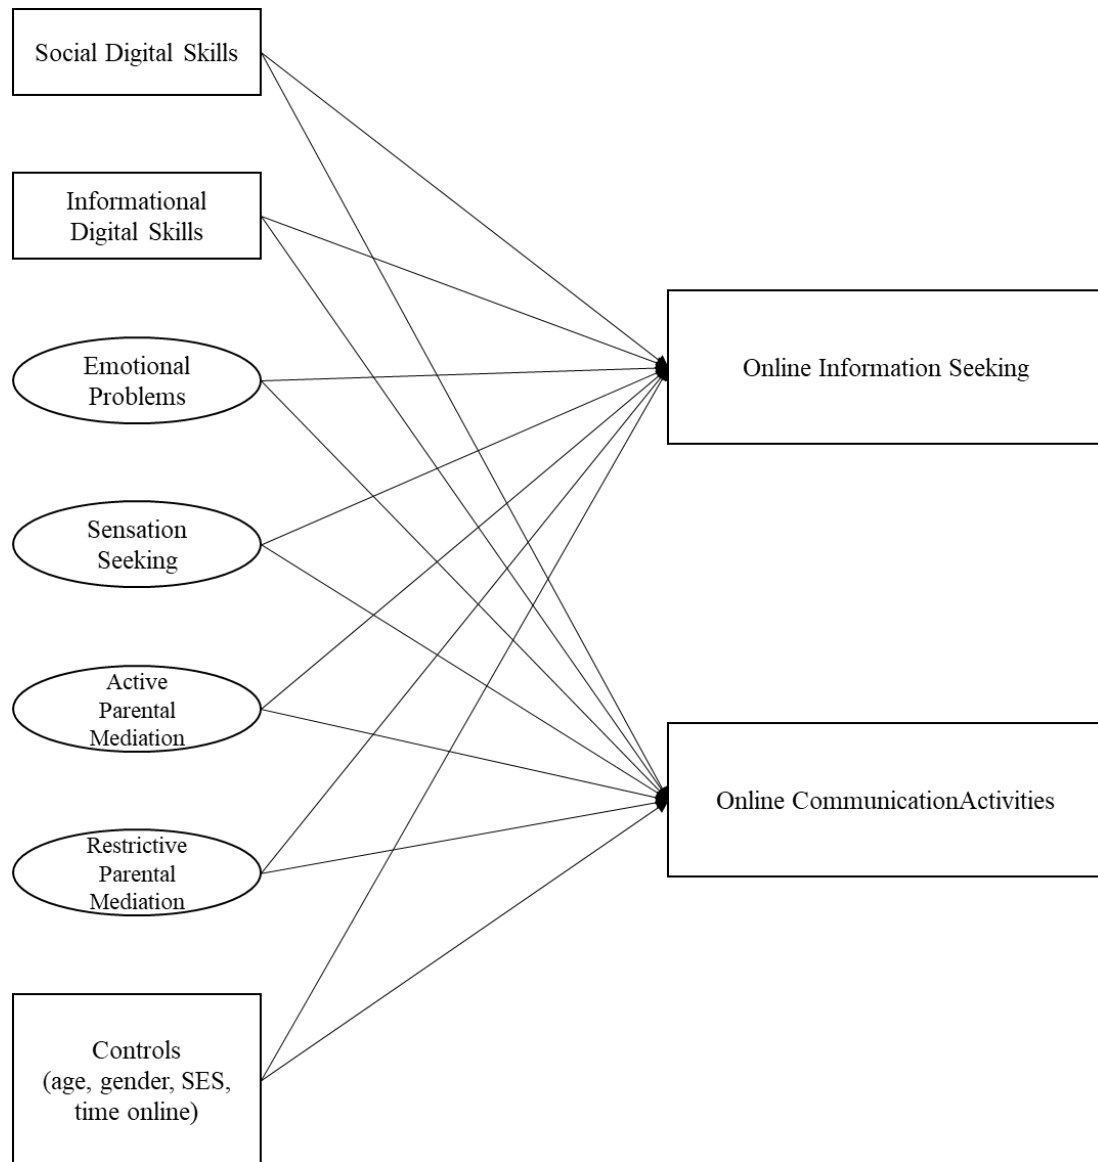 Social Digital Skills
Informational
Digital Skills
Emotional
Problems
Sensation
Seeking
Active
Parental
Mediation
Restrictive
Parental
Mediation
Controls
(age, gender, SES,
time online)
Online Information Seeking
Online CommunicationActivities